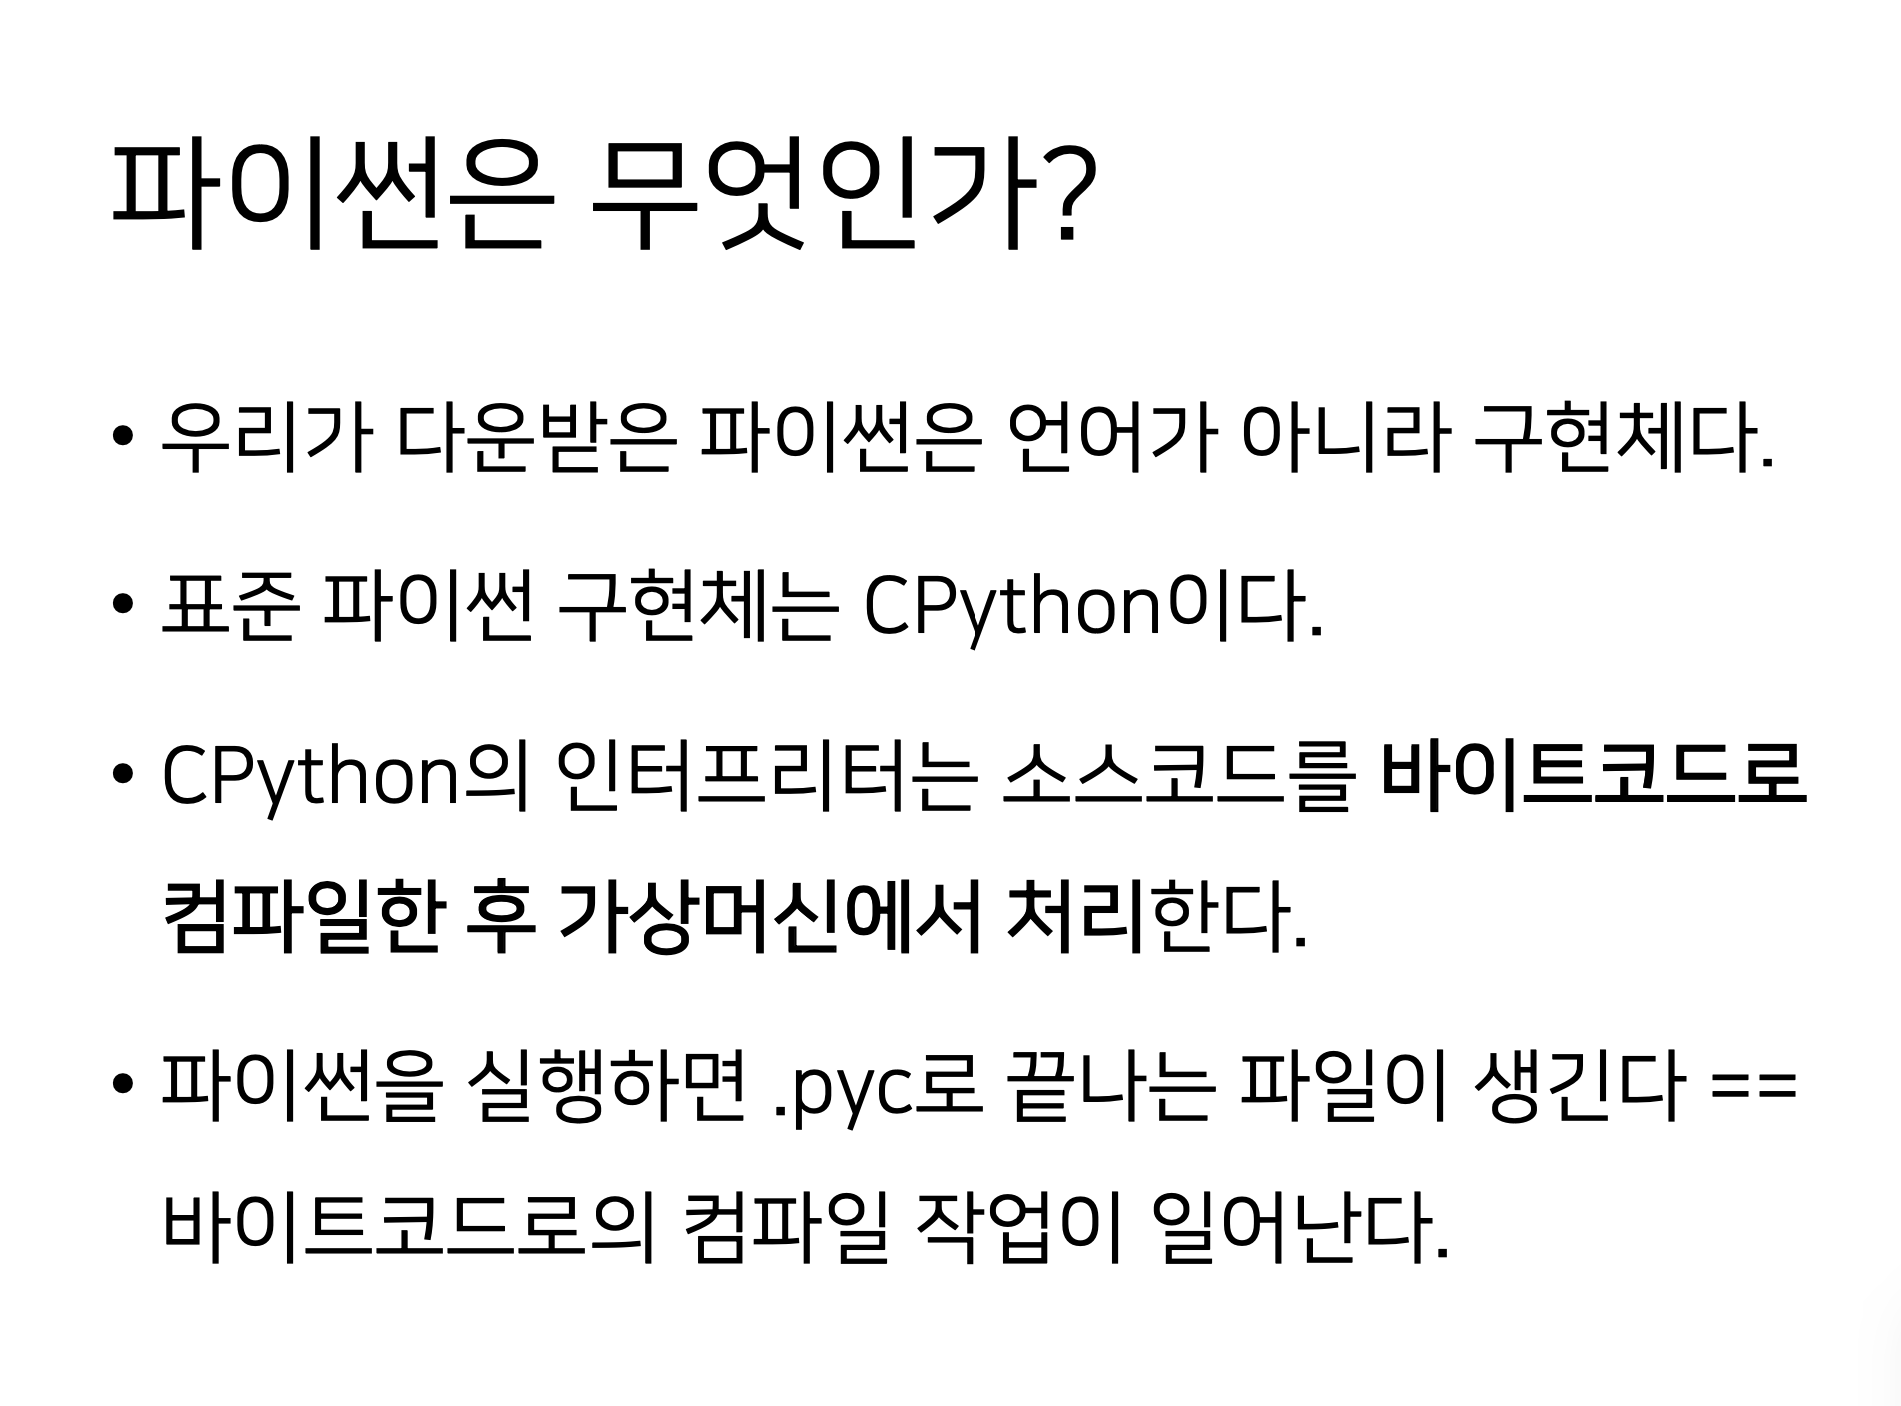 파이썬은 무엇인가?
• 우리가 다운받은 파이썬은 언어가 아니라 구현체다.
• 표준 파이썬 구현체는 CPython이다.
• CPython의 인터프리터는 소스코드를 바이트코드로
컴파일한 후 가상머신에서 처리한다.
• 파이썬을 실행하면 .pyc로 끝나는 파일이 생긴다 ==
바이트코드로의 컴파일 작업이 일어난다.